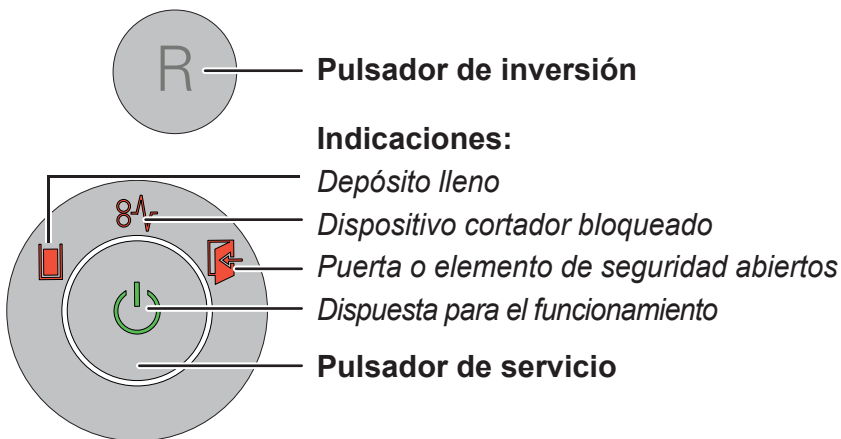 R
Pulsador de inversión
Indicaciones:
Depósito lleno
Dispositivo cortador bloqueado
Puerta o elemento de seguridad abiertos
Dispuesta para el funcionamiento
Pulsador de servicio